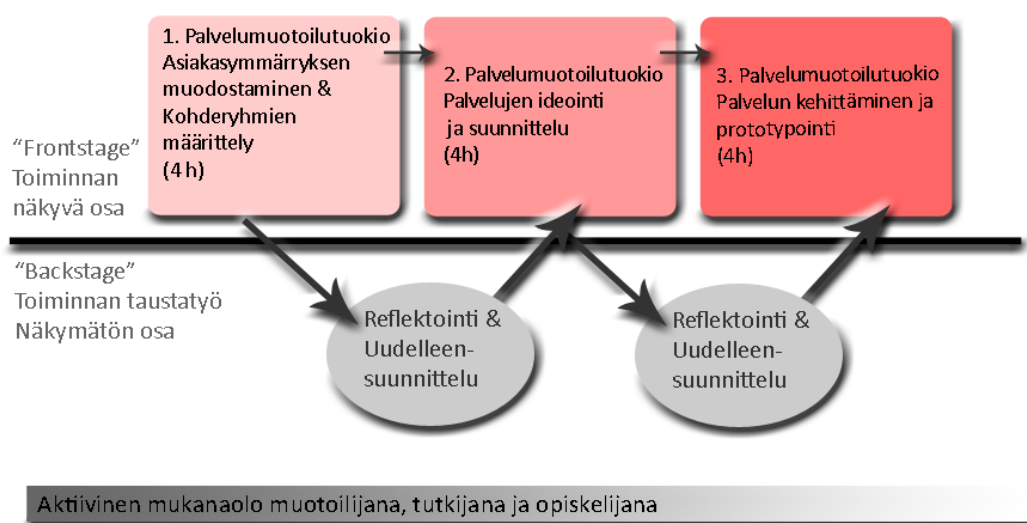 1. Palvelumuotoilutuokio
Asiakasymmärryksen
muodostaminen &
Kohderyhmien
määrittely
(4 h)
2. Palvelumuotoilutuokio
Palvelujen ideointi
ja suunnittelu
(4h)
3. Palvelumuotoilutuokio
Palvelun kehittäminen ja
prototypointi
(4h)
“Frontstage”
Toiminnan
näkyvä osa
“Backstage”
Toiminnan taustatyö
Näkymätön osa
Reflektointi &
Uudelleen-
suunnittelu
Reflektointi &
Uudelleen-
suunnittelu
Aktiivinen mukanaolo muotoilijana, tutkijana ja opiskelijana